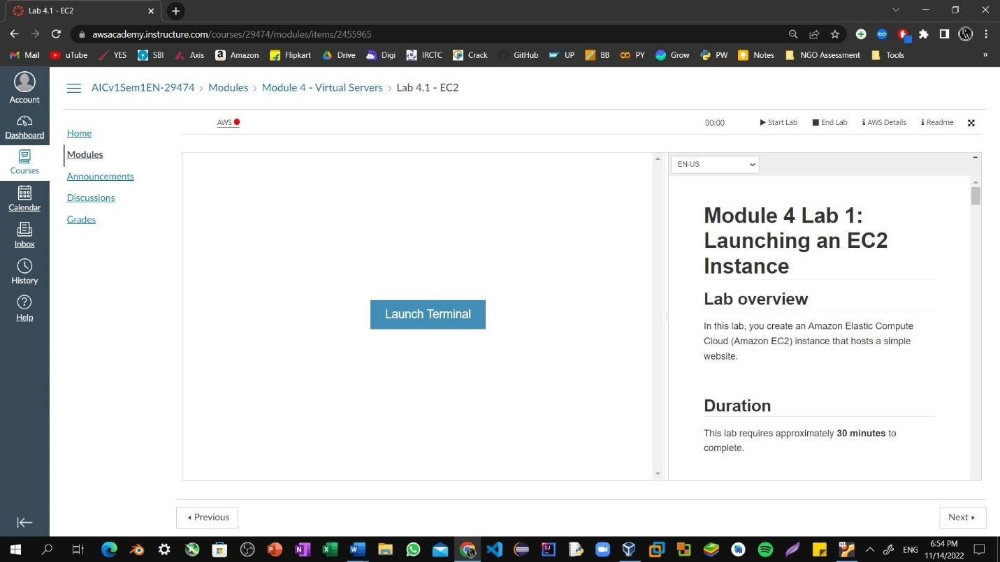 Lab 4.1 - EC2
awsacademy.instructure.com/courses/29474/modules/items/2455965
Mail uTube YES SBI Axis Amazon Flipkart Drive Digi IRCTC Crack GitHub UP BB PY Grow PW Notes NGO Assessment Tools »
Account
Dashboard
Courses
Calendar
Inbox
History
Help
AICv1Sem1EN-29474 › Modules › Module 4 - Virtual Servers › Lab 4.1 - EC2
Home
Modules
Announcements
Discussions
Grades
AWS 00:00 Start Lab End Lab AWS Details Readme
Launch Terminal
EN-US
Module 4 Lab 1:
Launching an EC2
Instance
Lab overview
In this lab, you create an Amazon Elastic Compute
Cloud (Amazon EC2) instance that hosts a simple
website.
Duration
This lab requires approximately 30 minutes to
complete.
Previous Next
ENG
6:54 PM
11/14/2022